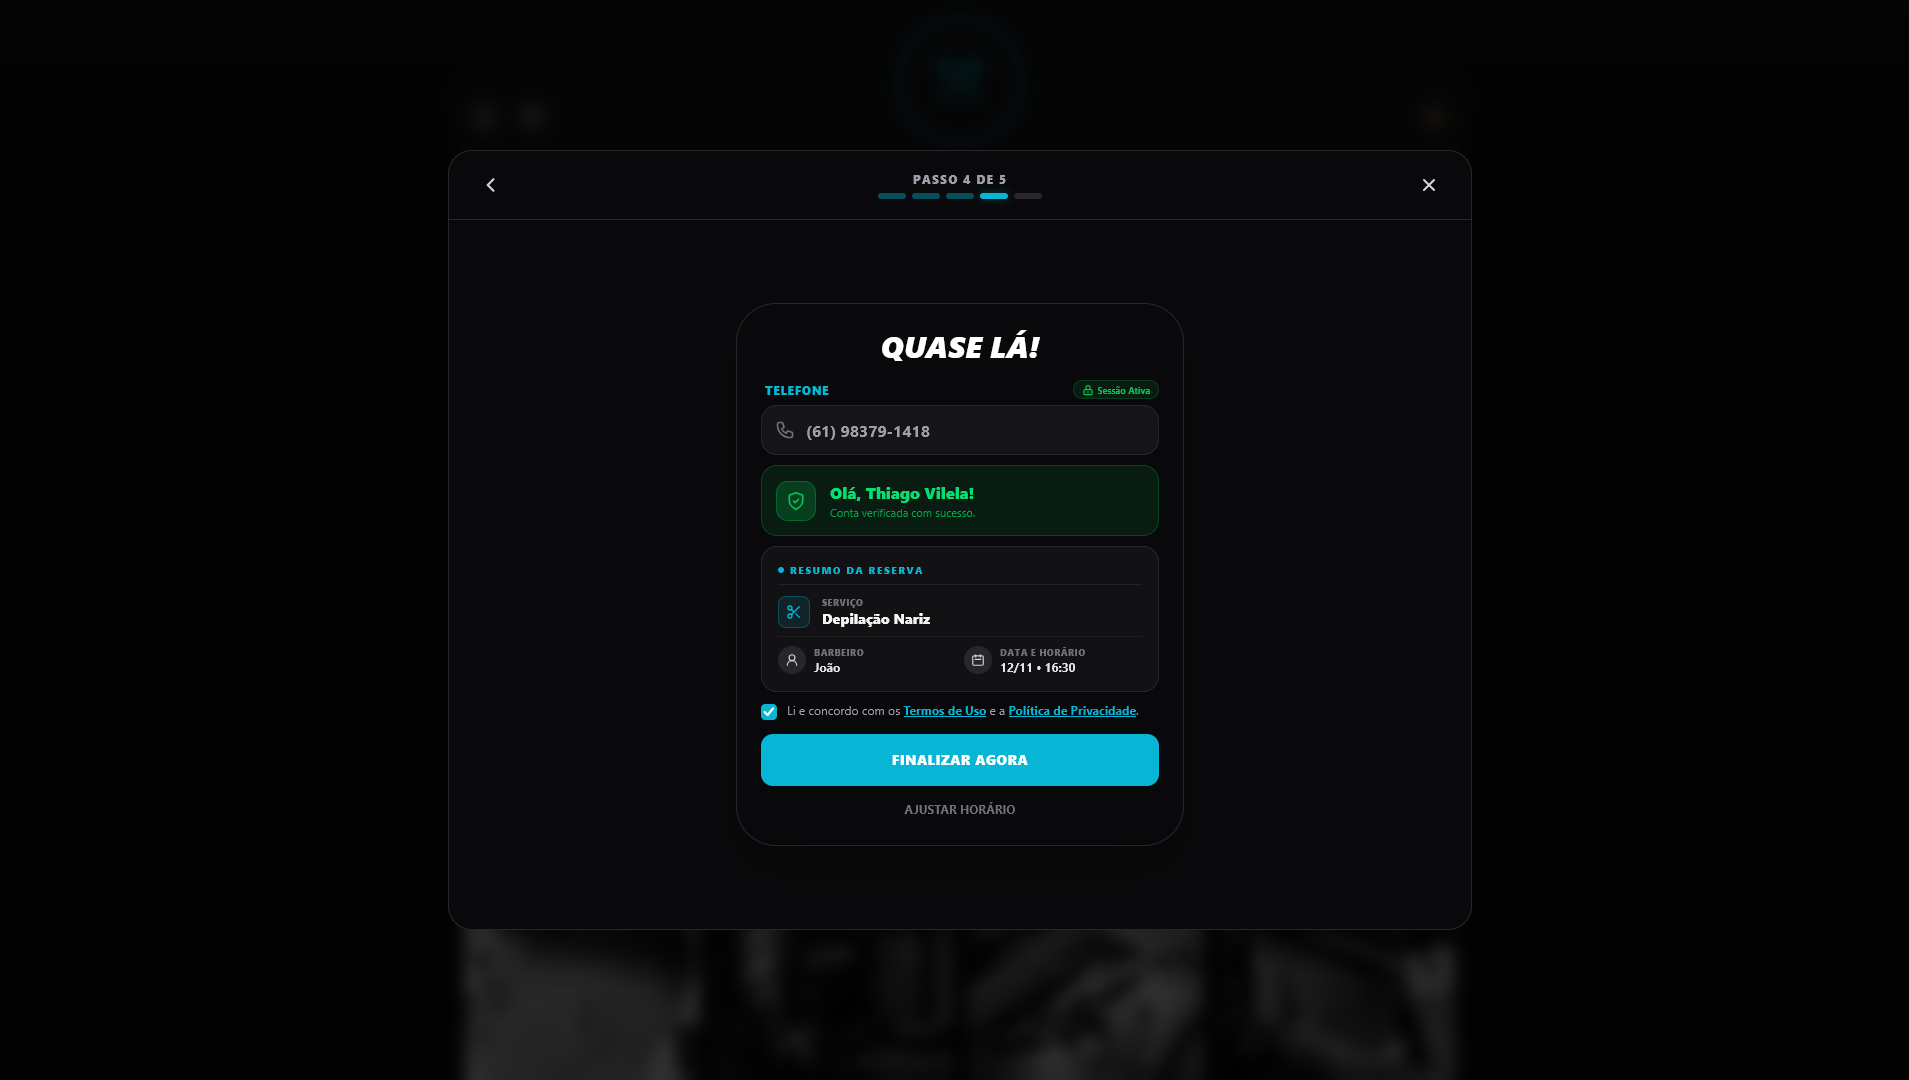 PASSO 4 DE 5
QUASE LÁ!
TELEFONE
Sessão Ativa
(61) 98379-1418
Olá, Thiago Vilela!
Conta verificada com sucesso.
RESUMO DA RESERVA
SERVIÇO
Depilação Nariz
BARBEIRO
João
DATA E HORÁRIO
12/11 • 16:30
Li e concordo com os Termos de Uso e a Política de Privacidade.
FINALIZAR AGORA
AJUSTAR HORÁRIO